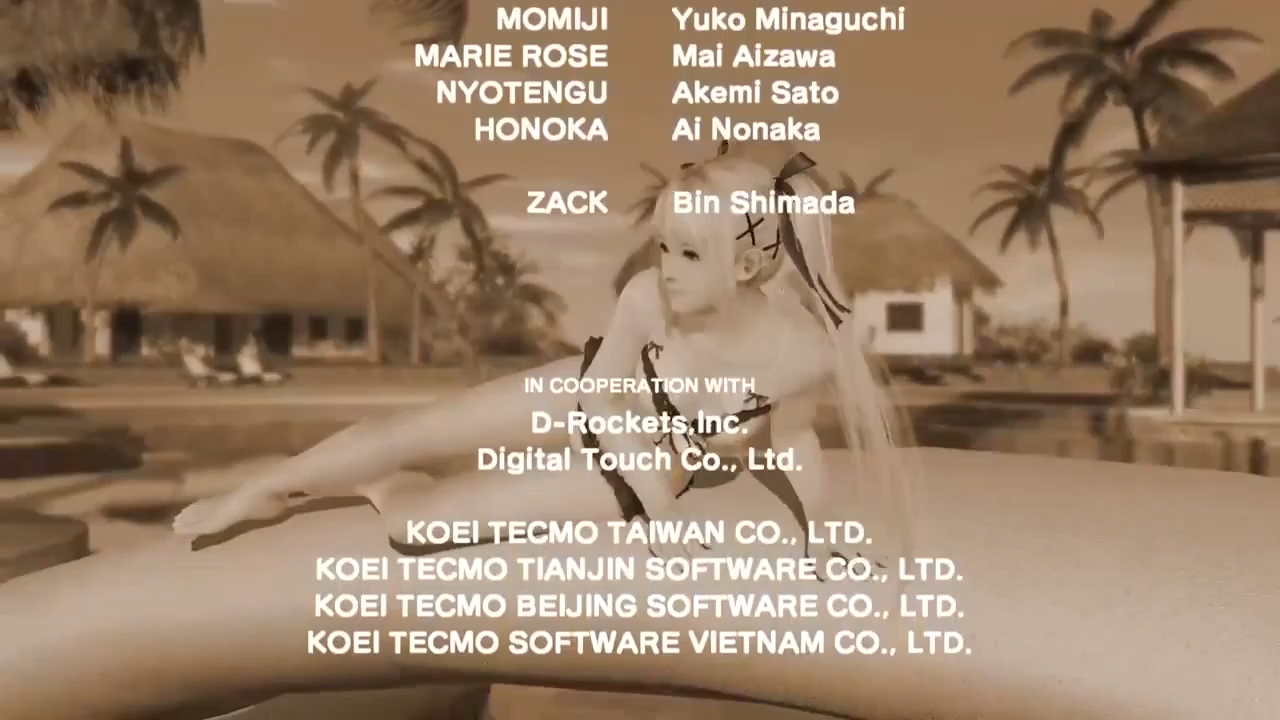 MOMIJI Yuko Minaguchi
MARIE ROSE Mai Aizawa
NYOTENGU Akemi Sato
HONOKA Ai Nonaka
ZACK Bin Shimada
IN COOPERATION WITH
D-Rockets,Inc.
Digital Touch Co., Ltd.
KOEI TECMO TAIWAN CO., LTD.
KOEI TECMO TIANJIN SOFTWARE CO., LTD.
KOEI TECMO BEIJING SOFTWARE CO., LTD.
KOEI TECMO SOFTWARE VIETNAM CO., LTD.